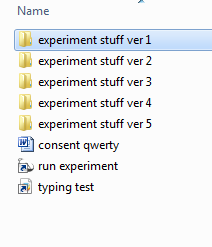 Name
experiment stuff ver 1
experiment stuff ver 2
experiment stuff ver 3
experiment stuff ver 4
experiment stuff ver 5
consent qwerty
run experiment
typing test